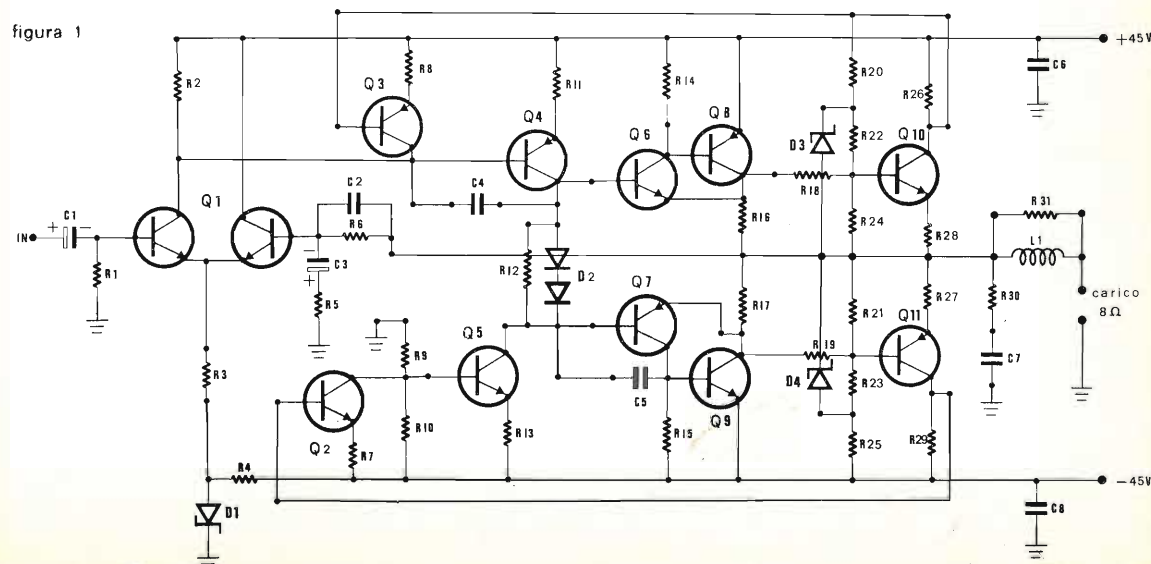 figura 1
+45V
C6
R2
R8
R11
R14
R20
R26
Q3
Q4
Q6
Q8
D3
R22
Q10
Q1
C2
C4
R18
C1
+
−
IN
R6
R16
R24
R28
R31
R1
−
C3
+
R12
D2
L1
R5
Q7
R17
R21
R27
R30
carico
8Ω
R3
R9
Q5
R19
Q11
D4
C7
Q2
C5
R23
R10
R13
R15
Q9
R7
R25
R29
R4
−45V
D1
C8